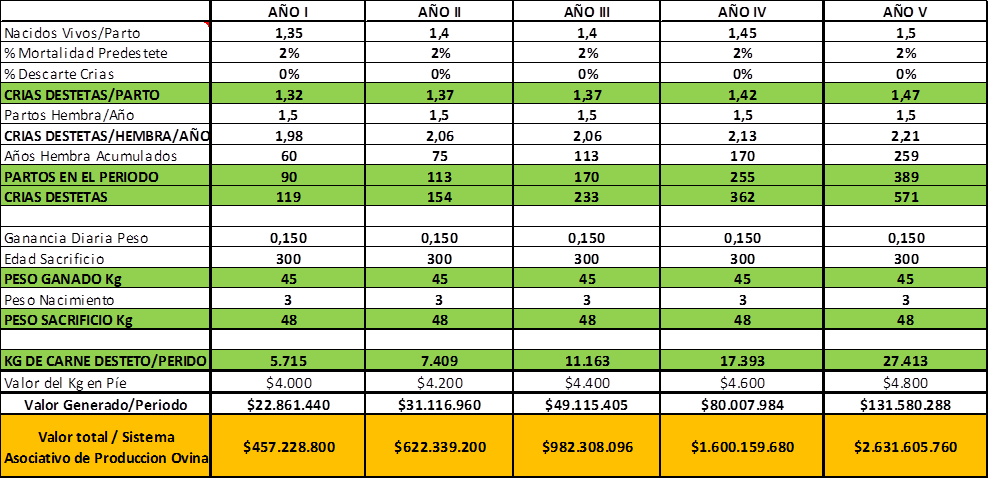 AÑO I AÑO II AÑO III AÑO IV AÑO V
Nacidos Vivos/Parto 1,35 1,4 1,4 1,45 1,5
% Mortalidad Predestete 2% 2% 2% 2% 2%
% Descarte Crias 0% 0% 0% 0% 0%
CRIAS DESTETAS/PARTO 1,32 1,37 1,37 1,42 1,47
Partos Hembra/Año 1,5 1,5 1,5 1,5 1,5
CRIAS DESTETAS/HEMBRA/AÑO 1,98 2,06 2,06 2,13 2,21
Años Hembra Acumulados 60 75 113 170 259
PARTOS EN EL PERIODO 90 113 170 255 389
CRIAS DESTETAS 119 154 233 362 571
Ganancia Diaria Peso 0,150 0,150 0,150 0,150 0,150
Edad Sacrificio 300 300 300 300 300
PESO GANADO Kg 45 45 45 45 45
Peso Nacimiento 3 3 3 3 3
PESO SACRIFICIO Kg 48 48 48 48 48
KG DE CARNE DESTETO/PERIDO 5.715 7.409 11.163 17.393 27.413
Valor del Kg en Píe $4.000 $4.200 $4.400 $4.600 $4.800
Valor Generado/Periodo $22.861.440 $31.116.960 $49.115.405 $80.007.984 $131.580.288
Valor total / Sistema
Asociativo de Produccion Ovina $457.228.800 $622.339.200 $982.308.096 $1.600.159.680 $2.631.605.760